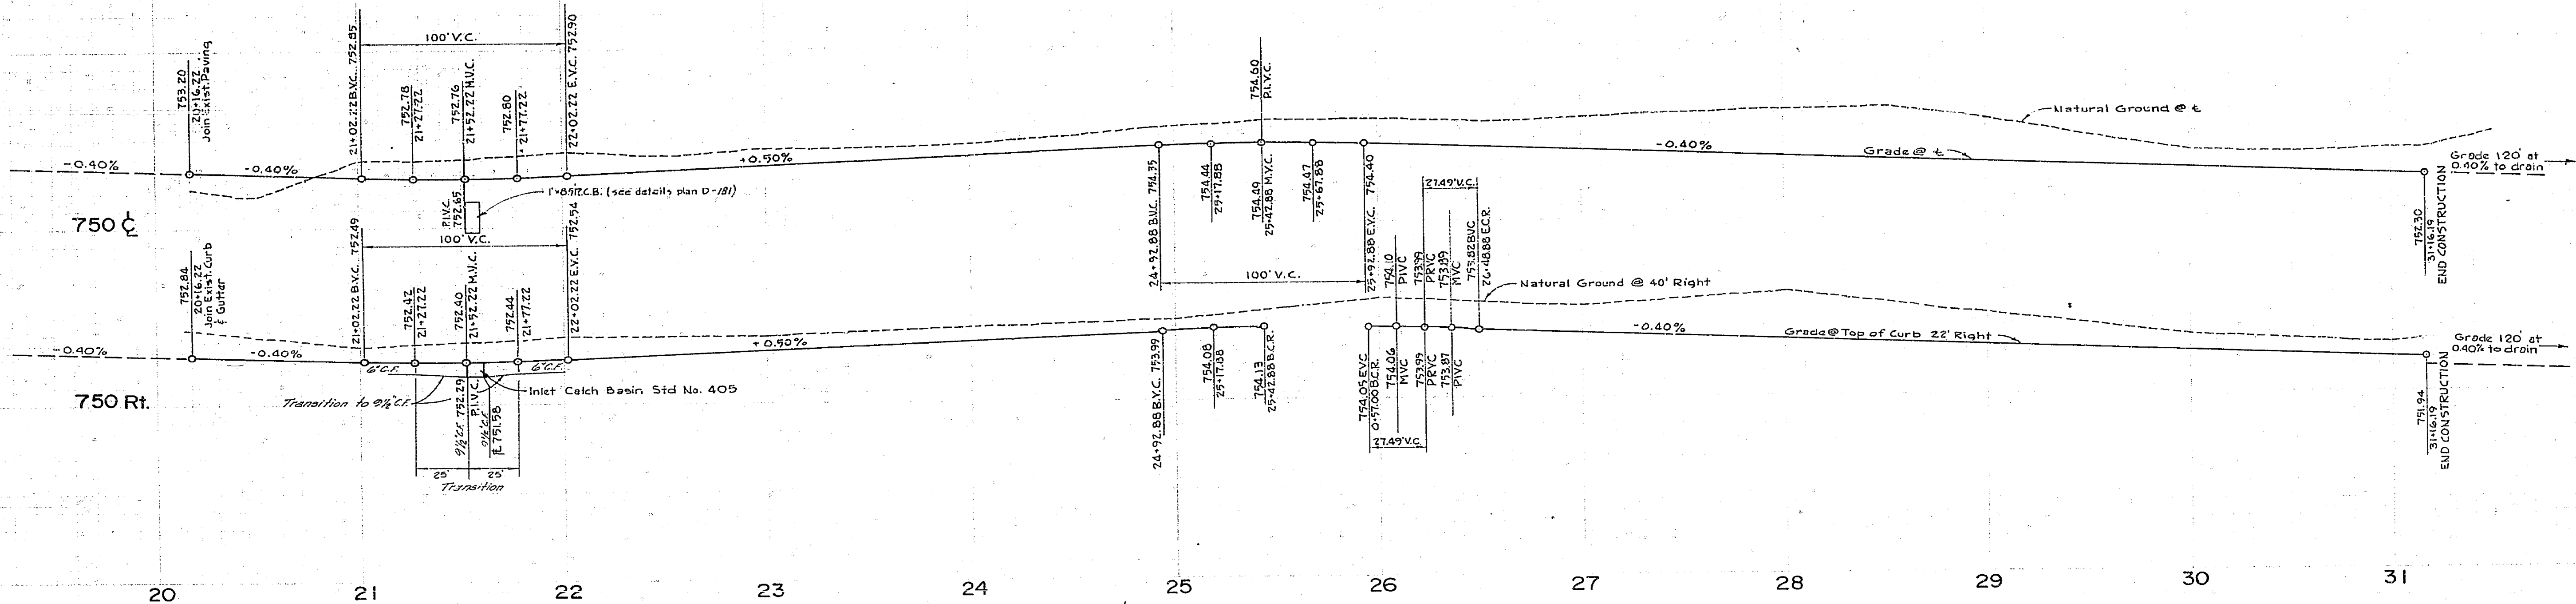 753.20
21+16.22
Join Exist. Paving
21+02.22 B.V.C. 752.85
100' V.C.
752.78
21+27.22
752.76
21+52.22 M.V.C.
752.80
21+77.22
22+02.22 E.V.C. 752.90
-0.40%
-0.40%
+0.50%
P.I.V.C.
752.65
(see details plan D-181)
24+92.88 B.V.C. 754.35
754.44
25+17.88
754.60
P.I.V.C.
754.49
25+42.88 M.V.C.
754.47
25+67.88
25+92.88 E.V.C. 754.40
100' V.C.
-0.40%
Natural Ground @ ℄
Grade @ ℄
Grade 120' at
0.40% to drain
752.30
31+16.19
END CONSTRUCTION
750 ℄
752.84
20+16.22
Join Exist. Curb
& Gutter
21+02.22 B.V.C. 752.49
100' V.C.
752.42
21+27.22
752.40
21+52.22 M.V.C.
752.44
21+77.22
22+02.22 E.V.C. 752.54
-0.40%
-0.40%
+0.50%
6" C.F.
6" C.F.
Transition to 9½" C.F.
9½" C.F. 752.29
P.I.V.C.
9½" C.F.
751.58
Inlet Catch Basin Std No. 405
25'
25'
Transition
24+92.88 B.V.C. 753.99
754.08
25+17.88
754.13
25+42.88 B.C.R.
754.05 EVC
0+57.00 B.C.R.
754.10
PIVC
754.06
MVC
27.49' V.C.
753.99
PRVC
753.99
PRVC
27.49' V.C.
753.89
MVC
753.87
PIVC
753.82 BVC
26+48.88 E.C.R.
Natural Ground @ 40' Right
-0.40%
Grade @ Top of Curb 22' Right
Grade 120' at
0.40% to drain
751.94
31+16.19
END CONSTRUCTION
750 Rt.
20
21
22
23
24
25
26
27
28
29
30
31